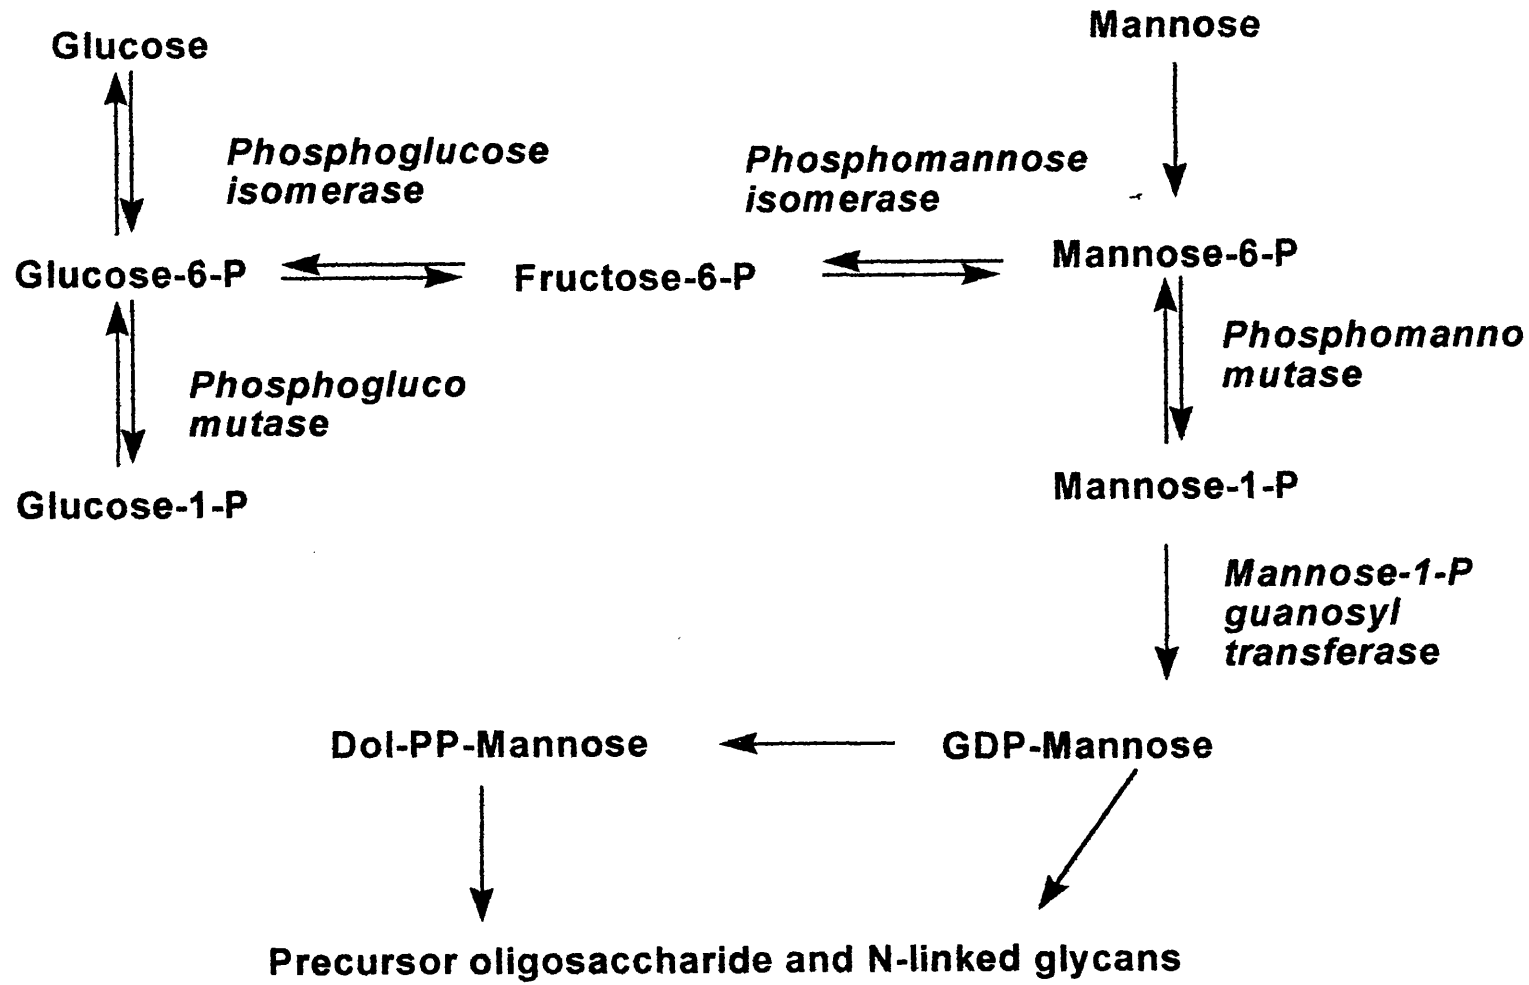 Glucose
Mannose
Phosphoglucose
isomerase
Phosphomannose
isomerase
Glucose-6-P
Fructose-6-P
Mannose-6-P
Phosphogluco
mutase
Phosphomanno
mutase
Glucose-1-P
Mannose-1-P
Mannose-1-P
guanosyl
transferase
Dol-PP-Mannose
GDP-Mannose
Precursor oligosaccharide and N-linked glycans